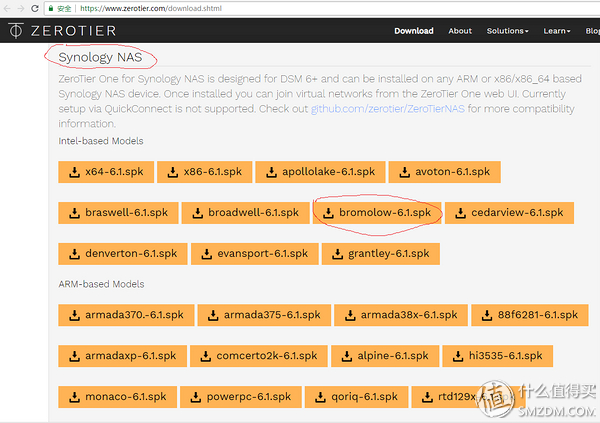 安全 | https://www.zerotier.com/download.shtml
ZEROTIER Download About Solutions Learn Blog
Synology NAS
ZeroTier One for Synology NAS is designed for DSM 6+ and can be installed on any ARM or x86/x86_64 based
Synology NAS device. Once installed you can join virtual networks from the ZeroTier One web UI. Currently
setup via QuickConnect is not supported. Check out github.com/zerotier/ZeroTierNAS for more compatibility
information.
Intel-based Models
x64-6.1.spk x86-6.1.spk apollolake-6.1.spk avoton-6.1.spk
braswell-6.1.spk broadwell-6.1.spk bromolow-6.1.spk cedarview-6.1.spk
denverton-6.1.spk evansport-6.1.spk grantley-6.1.spk
ARM-based Models
armada370.-6.1.spk armada375-6.1.spk armada38x-6.1.spk 88f6281-6.1.spk
armadaxp-6.1.spk comcerto2k-6.1.spk alpine-6.1.spk hi3535-6.1.spk
monaco-6.1.spk powerpc-6.1.spk qoriq-6.1.spk rtd129x-6.1.spk
值 什么值得买
SMZDM.COM